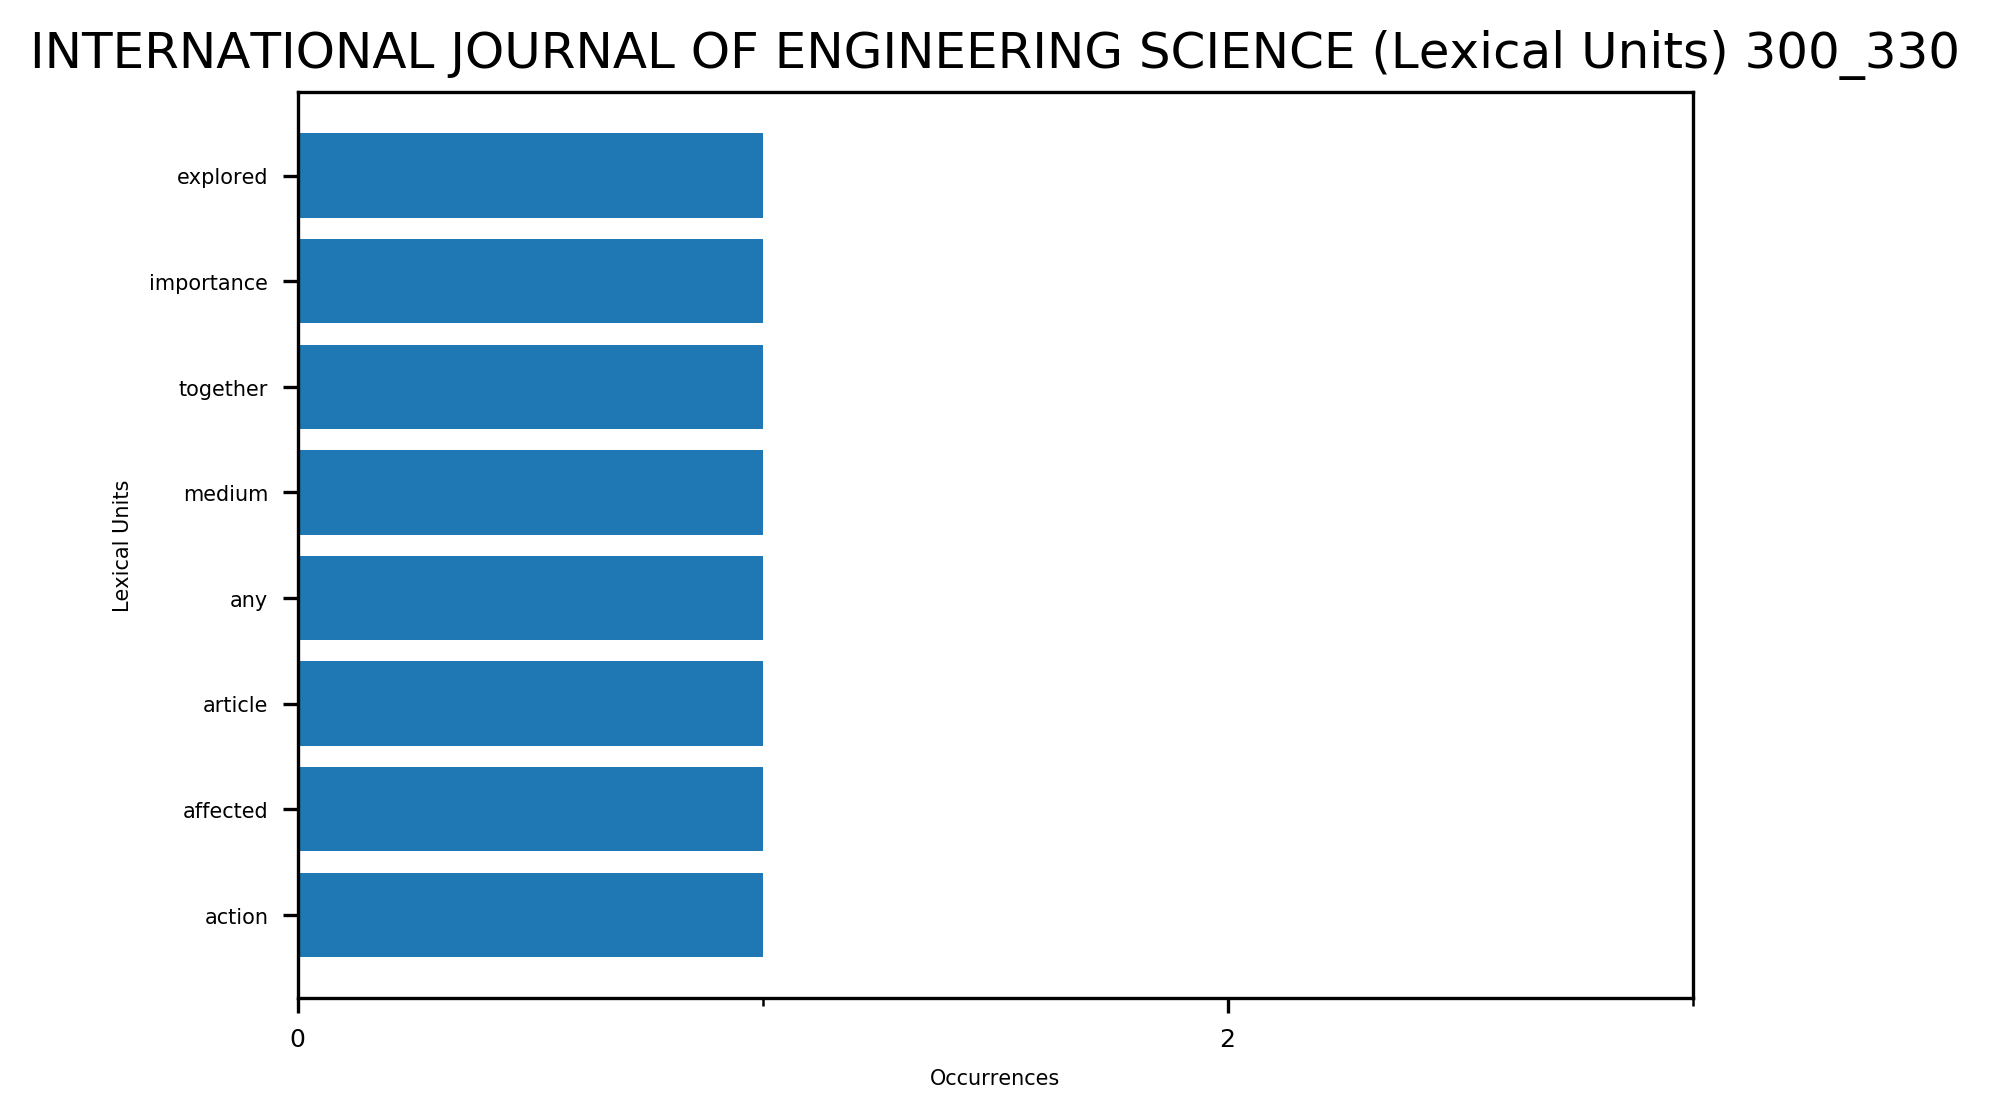 INTERNATIONAL JOURNAL OF ENGINEERING SCIENCE (Lexical Units) 300_330
explored
importance
together
medium
any
article
affected
action
Lexical Units
0
2
Occurrences